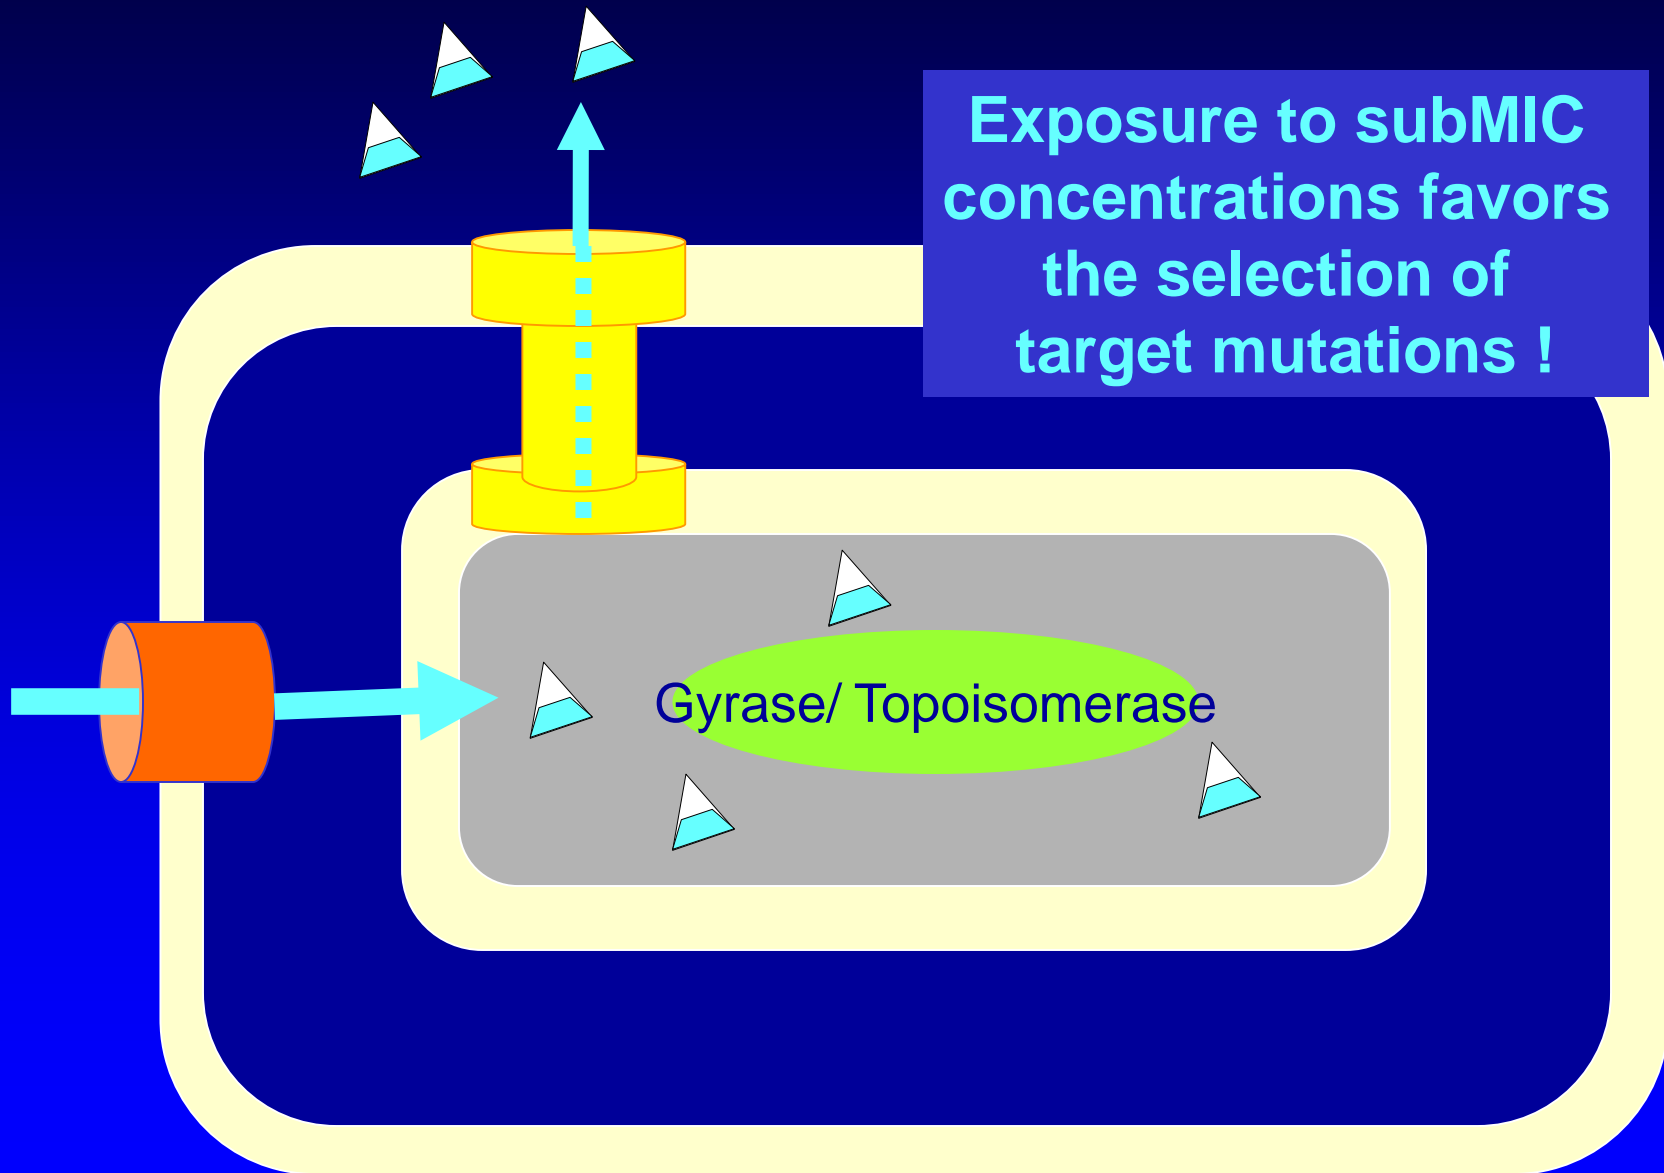 Exposure to subMIC
concentrations favors
the selection of
target mutations !
Gyrase/ Topoisomerase